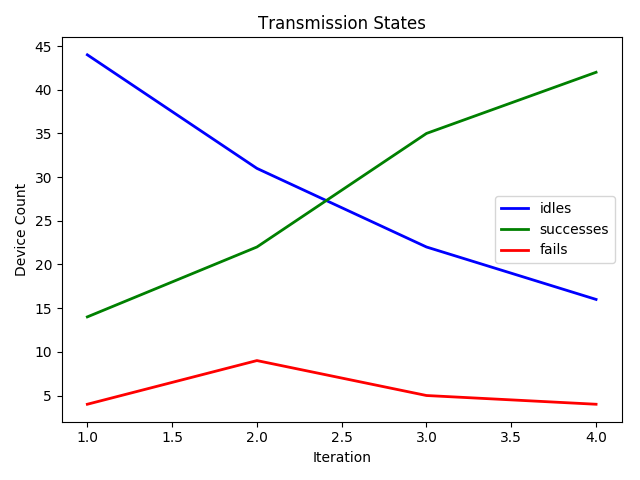 Transmission States
45
40
35
30
25
20
15
10
5
Device Count
idles
successes
fails
1.0 1.5 2.0 2.5 3.0 3.5 4.0
Iteration